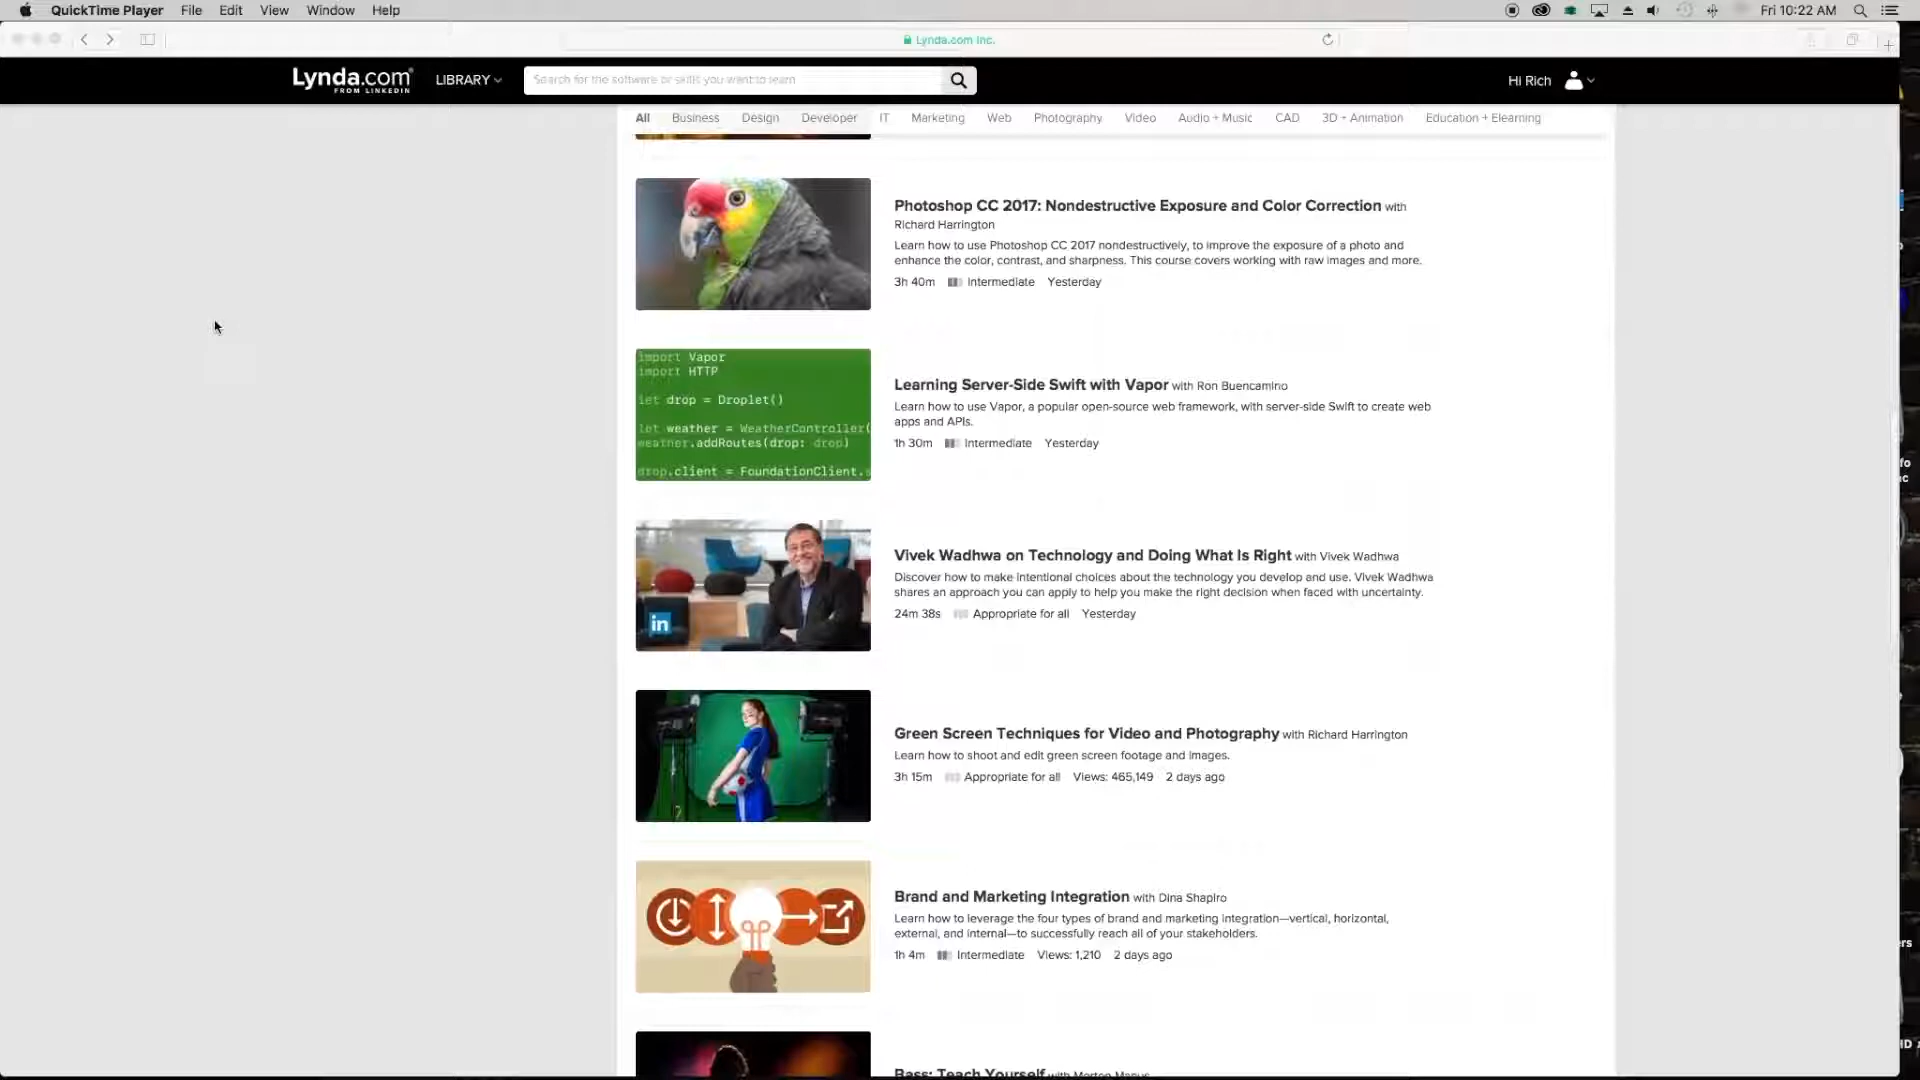 QuickTime Player File Edit View Window Help Fri 10:22 AM
Lynda.com Inc.
Lynda.com FROM LINKEDIN LIBRARY Search for the software or skills you want to learn Hi Rich
All Business Design Developer IT Marketing Web Photography Video Audio + Music CAD 3D + Animation Education + Elearning
Photoshop CC 2017: Nondestructive Exposure and Color Correction with
Richard Harrington
Learn how to use Photoshop CC 2017 nondestructively, to improve the exposure of a photo and
enhance the color, contrast, and sharpness. This course covers working with raw images and more.
3h 40m Intermediate Yesterday
import Vapor
import HTTP
let drop = Droplet()
let weather = WeatherController(
weather.addRoutes(drop: drop)
drop.client = FoundationClient.s
Learning Server-Side Swift with Vapor with Ron Buencamino
Learn how to use Vapor, a popular open-source web framework, with server-side Swift to create web
apps and APIs.
1h 30m Intermediate Yesterday
in
Vivek Wadhwa on Technology and Doing What Is Right with Vivek Wadhwa
Discover how to make intentional choices about the technology you develop and use. Vivek Wadhwa
shares an approach you can apply to help you make the right decision when faced with uncertainty.
24m 38s Appropriate for all Yesterday
Green Screen Techniques for Video and Photography with Richard Harrington
Learn how to shoot and edit green screen footage and images.
3h 15m Appropriate for all Views: 465,149 2 days ago
Brand and Marketing Integration with Dina Shapiro
Learn how to leverage the four types of brand and marketing integration—vertical, horizontal,
external, and internal—to successfully reach all of your stakeholders.
1h 4m Intermediate Views: 1,210 2 days ago
Bass: Teach Yourself with Morton Manus